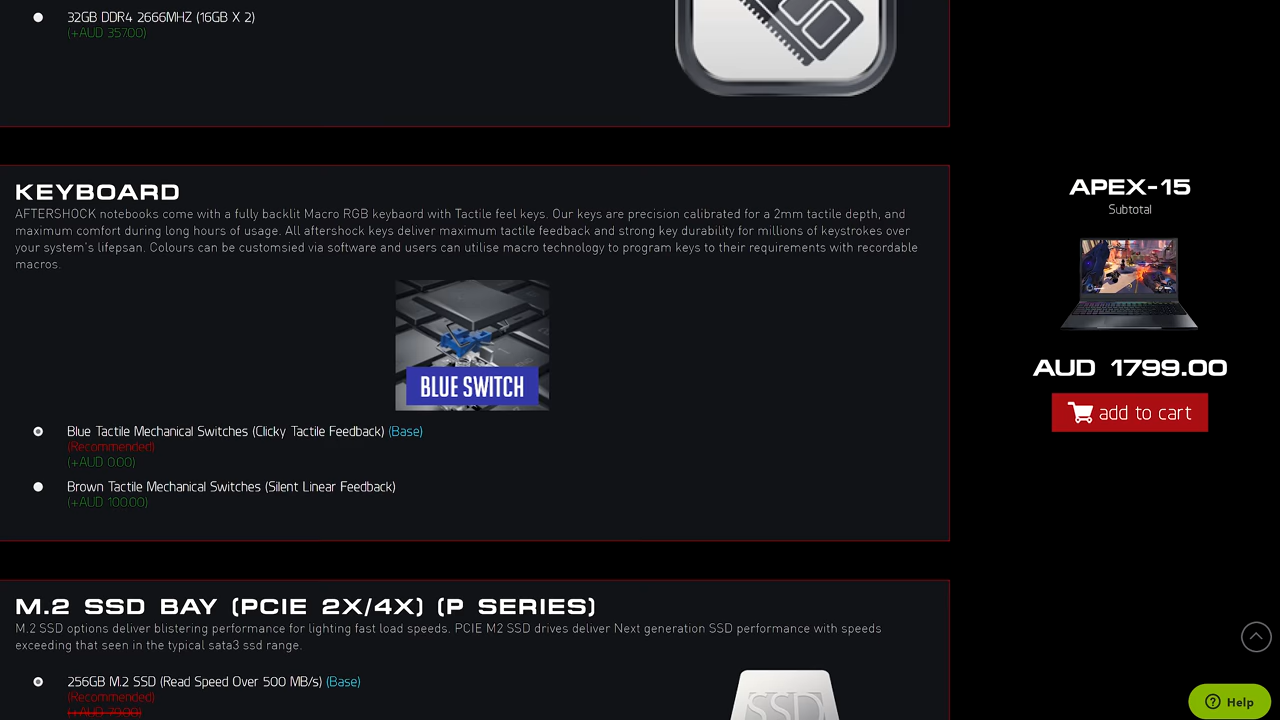 32GB DDR4 2666MHZ (16GB X 2)
(+AUD 357.00)
KEYBOARD
AFTERSHOCK notebooks come with a fully backlit Macro RGB keybaord with Tactile feel keys. Our keys are precision calibrated for a 2mm tactile depth, and
maximum comfort during long hours of usage. All aftershock keys deliver maximum tactile feedback and strong key durability for millions of keystrokes over
your system's lifepsan. Colours can be customsied via software and users can utilise macro technology to program keys to their requirements with recordable
macros.
BLUE SWITCH
Blue Tactile Mechanical Switches (Clicky Tactile Feedback) (Base)
(Recommended)
(+AUD 0.00)
Brown Tactile Mechanical Switches (Silent Linear Feedback)
(+AUD 100.00)
M.2 SSD BAY (PCIE 2X/4X) (P SERIES)
M.2 SSD options deliver blistering performance for lighting fast load speeds. PCIE M2 SSD drives deliver Next generation SSD performance with speeds
exceeding that seen in the typical sata3 ssd range.
256GB M.2 SSD (Read Speed Over 500 MB/s) (Base)
(Recommended)
(+AUD 79.00)
SSD
APEX-15
Subtotal
AUD 1799.00
add to cart
Help